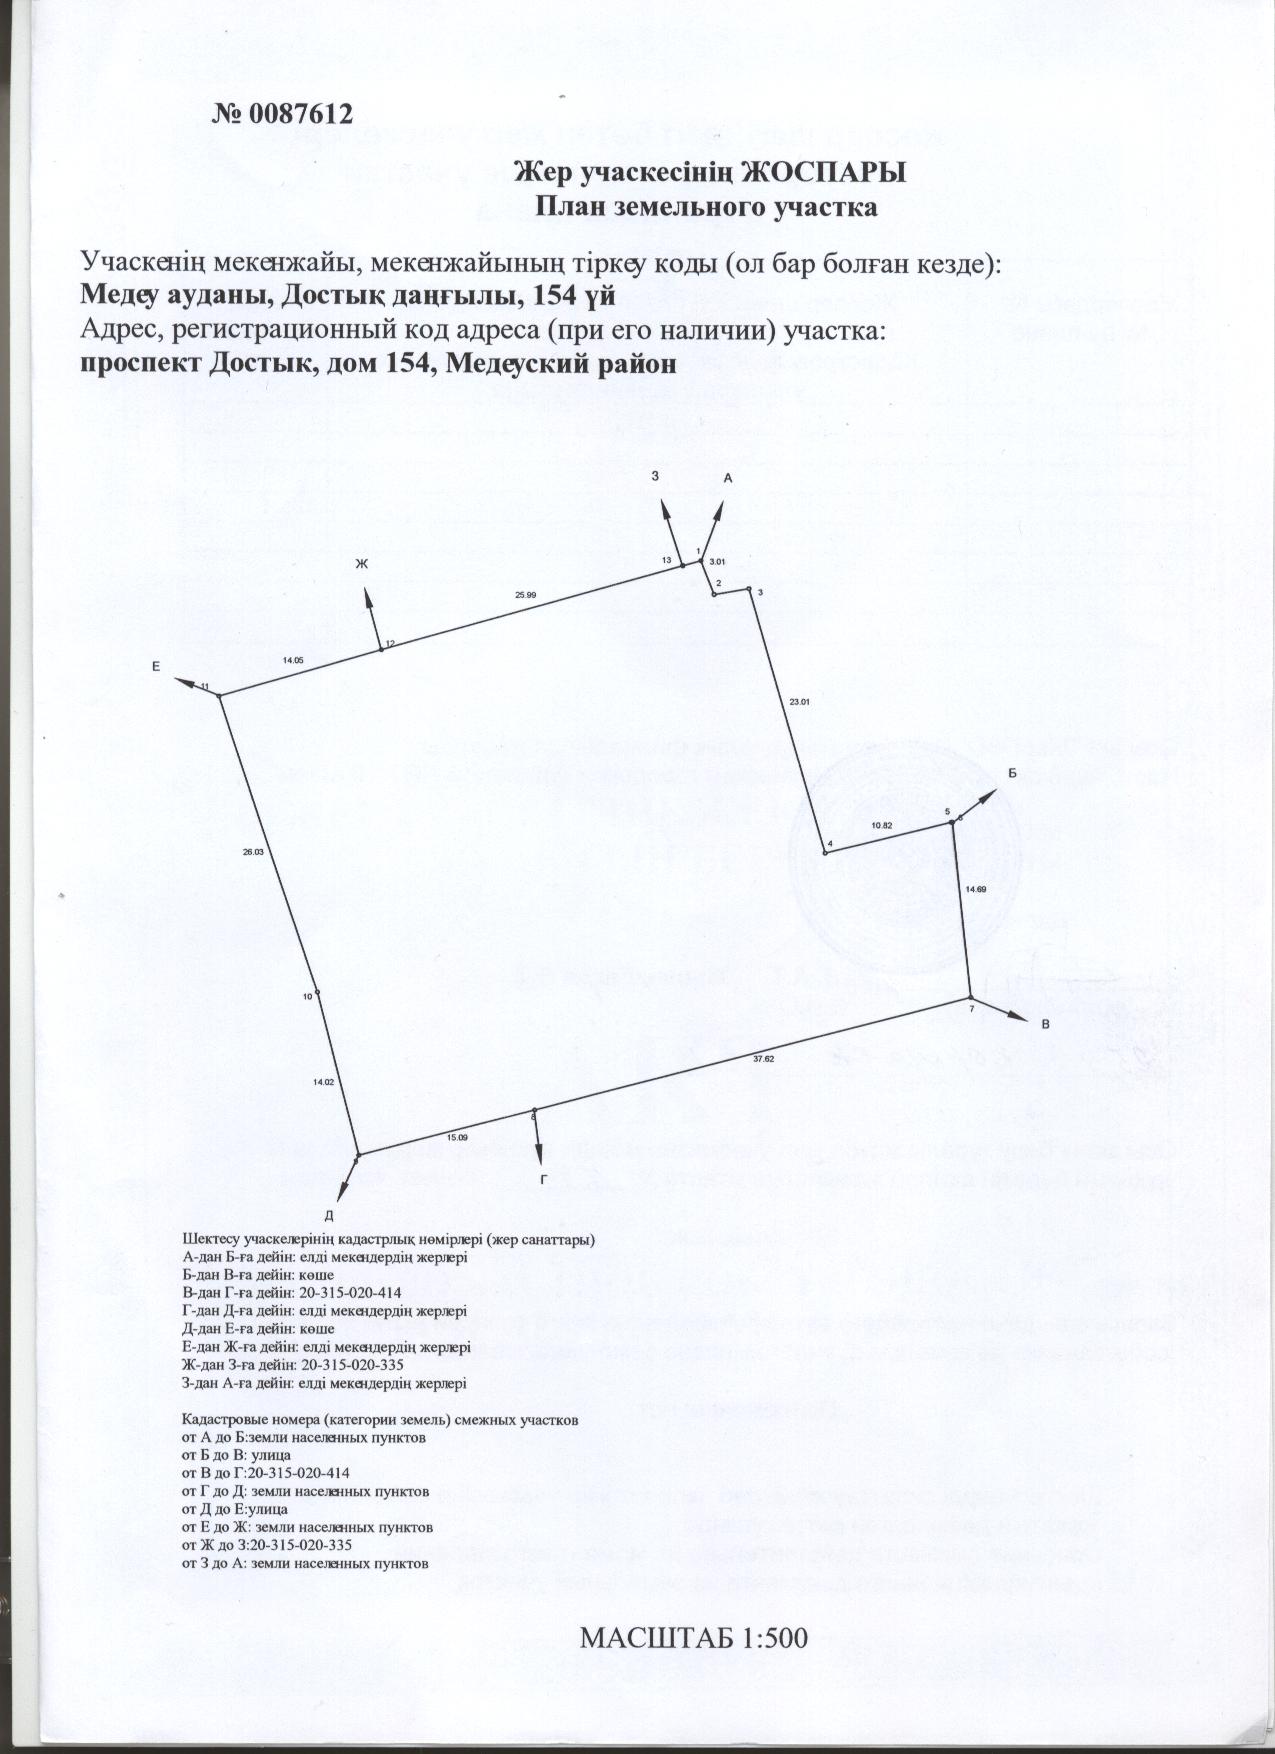 № 0087612
Жер учаскесінің ЖОСПАРЫ
План земельного участка
Учаскенің мекенжайы, мекенжайының тіркеу коды (ол бар болған кезде):
Медеу ауданы, Достық даңғылы, 154 үй
Адрес, регистрационный код адреса (при его наличии) участка:
проспект Достык, дом 154, Медеуский район
З
А
1
13
3.01
Ж
2
3
25.99
12
14.05
Е
11
23.01
Б
5
6
10.82
4
26.03
14.69
10
7
В
37.62
14.02
8
15.09
9
Г
Д
Шектесу учаскелерінің кадастрлық нөмірлері (жер санаттары)
А-дан Б-ға дейін: елді мекендердің жерлері
Б-дан В-ға дейін: көше
В-дан Г-ға дейін: 20-315-020-414
Г-дан Д-ға дейін: елді мекендердің жерлері
Д-дан Е-ға дейін: көше
Е-дан Ж-ға дейін: елді мекендердің жерлері
Ж-дан З-ға дейін: 20-315-020-335
З-дан А-ға дейін: елді мекендердің жерлері
Кадастровые номера (категории земель) смежных участков
от А до Б:земли населенных пунктов
от Б до В: улица
от В до Г:20-315-020-414
от Г до Д: земли населенных пунктов
от Д до Е:улица
от Е до Ж: земли населенных пунктов
от Ж до З:20-315-020-335
от З до А: земли населенных пунктов
МАСШТАБ 1:500